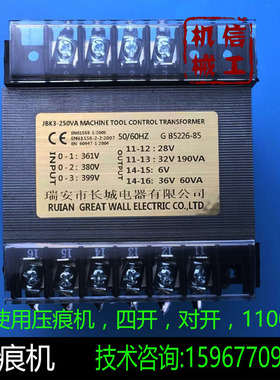 信工
机械
JBK3-250VA MACHINE TOOL CONTROL TRANSFORMER
CE
EN61558-1:2006
EN61558-2-2:2007
EN 60447-1:2004
50/60HZ
G B5226-85
INPUT
0-1: 361V
0-2: 380V
0-3: 399V
OUTPUT
11-12: 28V
11-13: 32V 190VA
14-15: 6V
14-16: 36V 60VA
瑞安市长城电器有限公司
RUIAN GREAT WALL ELECTRIC CO.,LTD.
使用压痕机，四开，对开，1100
痕机
技术咨询:15967709